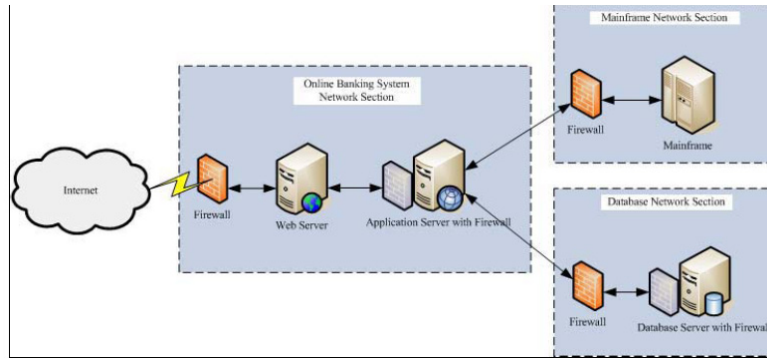 Mainframe Network Section
Firewall
Mainframe
Online Banking System
Network Section
Internet
Firewall
Web Server
Application Server with Firewall
Database Network Section
Firewall
Database Server with Firewal